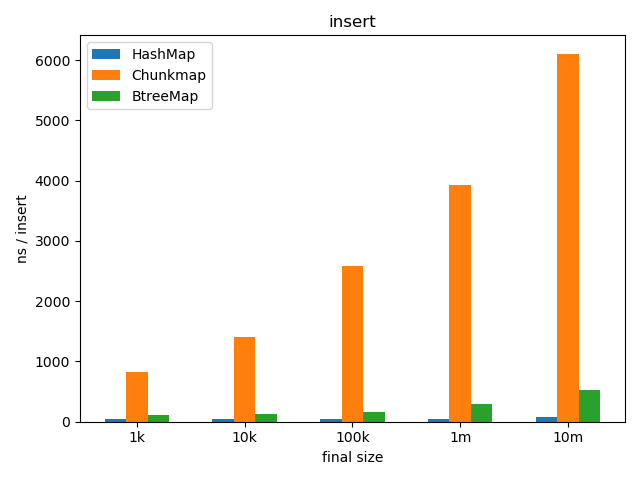 insert
HashMap
Chunkmap
BtreeMap
ns / insert
6000
5000
4000
3000
2000
1000
0
1k 10k 100k 1m 10m
final size